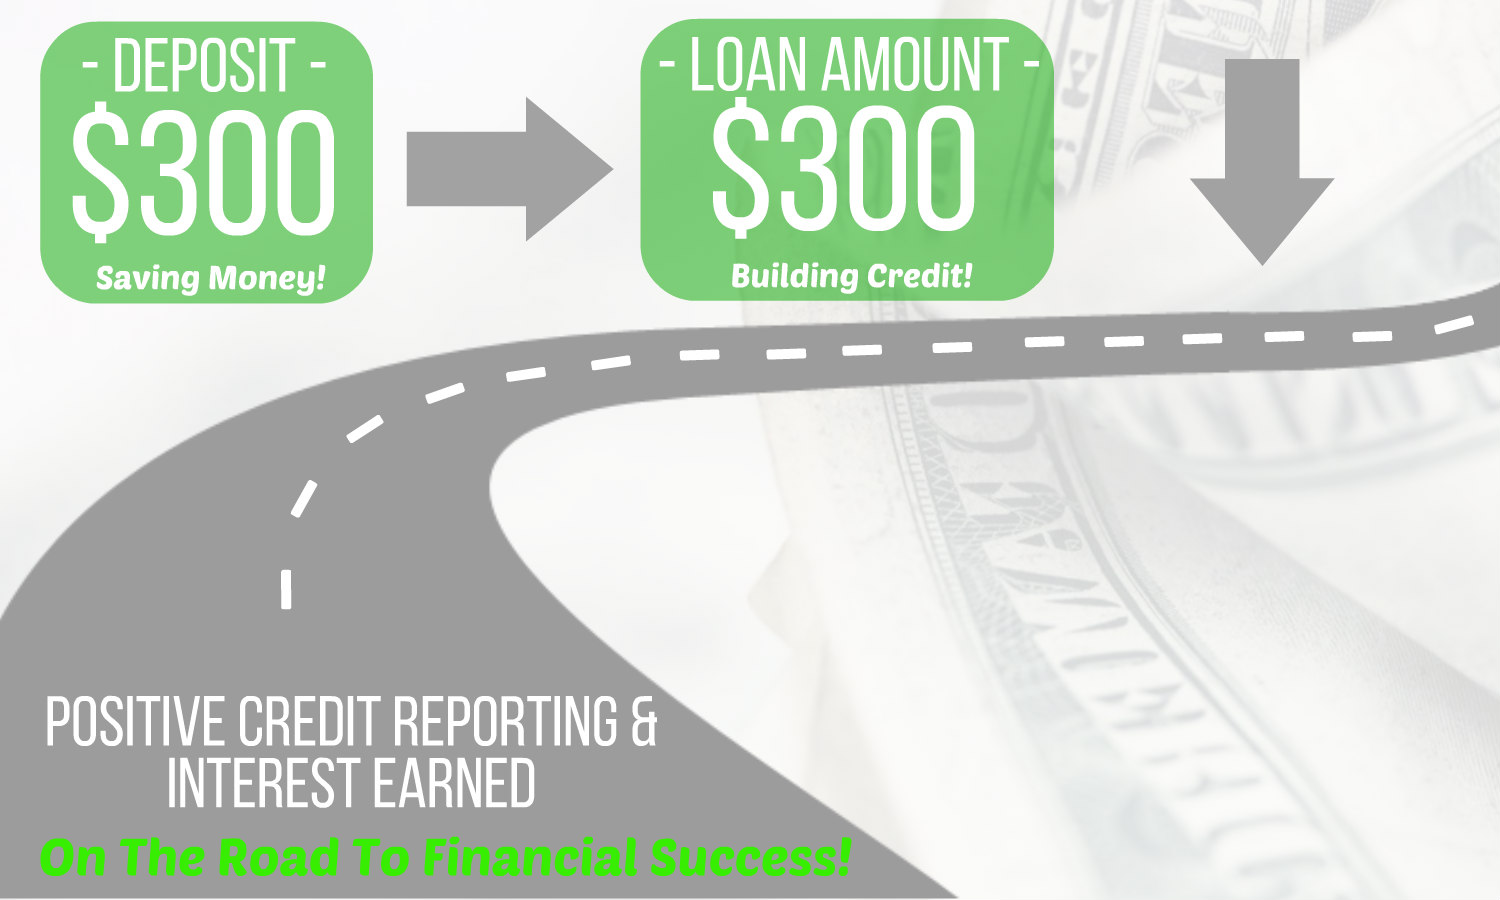 - DEPOSIT -
$300
Saving Money!
- LOAN AMOUNT -
$300
Building Credit!
POSITIVE CREDIT REPORTING &
INTEREST EARNED
On The Road To Financial Success!